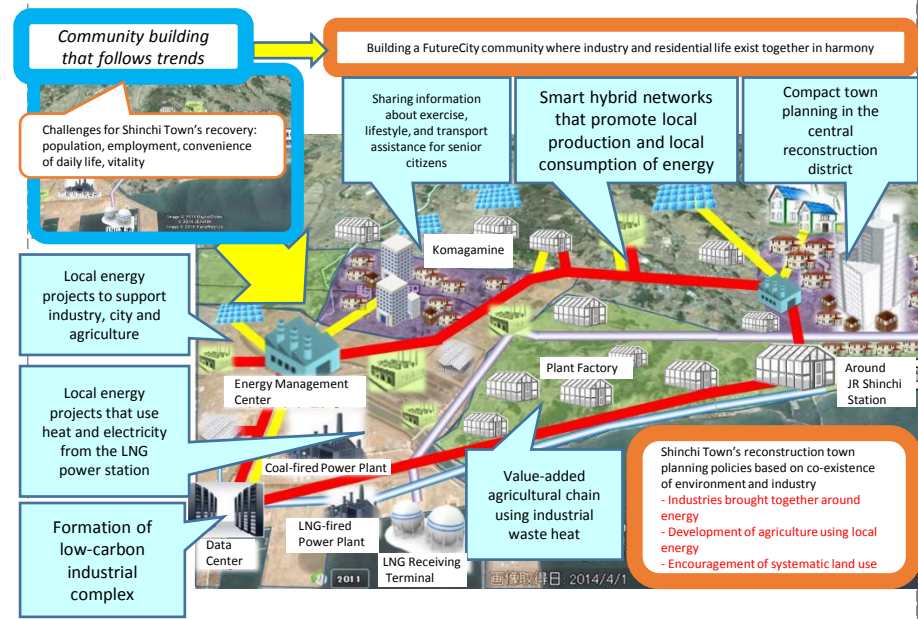 Community building
that follows trends
Building a FutureCity community where industry and residential life exist together in harmony
Challenges for Shinchi Town's recovery:
population, employment, convenience
of daily life, vitality
Sharing information
about exercise,
lifestyle, and transport
assistance for senior
citizens
Smart hybrid networks
that promote local
production and local
consumption of energy
Compact town
planning in the
central
reconstruction
district
Komagamine
Local energy
projects to support
industry, city and
agriculture
Energy Management
Center
Plant Factory
Around
JR Shinchi
Station
Local energy
projects that use
heat and electricity
from the LNG
power station
Coal-fired Power Plant
Value-added
agricultural chain
using industrial
waste heat
Shinchi Town's reconstruction town
planning policies based on co-existence
of environment and industry
- Industries brought together around
energy
- Development of agriculture using local
energy
- Encouragement of systematic land use
Formation of
low-carbon
industrial
complex
Data
Center
LNG-fired
Power Plant
LNG Receiving
Terminal
2011
画像取得日: 2014/4/1